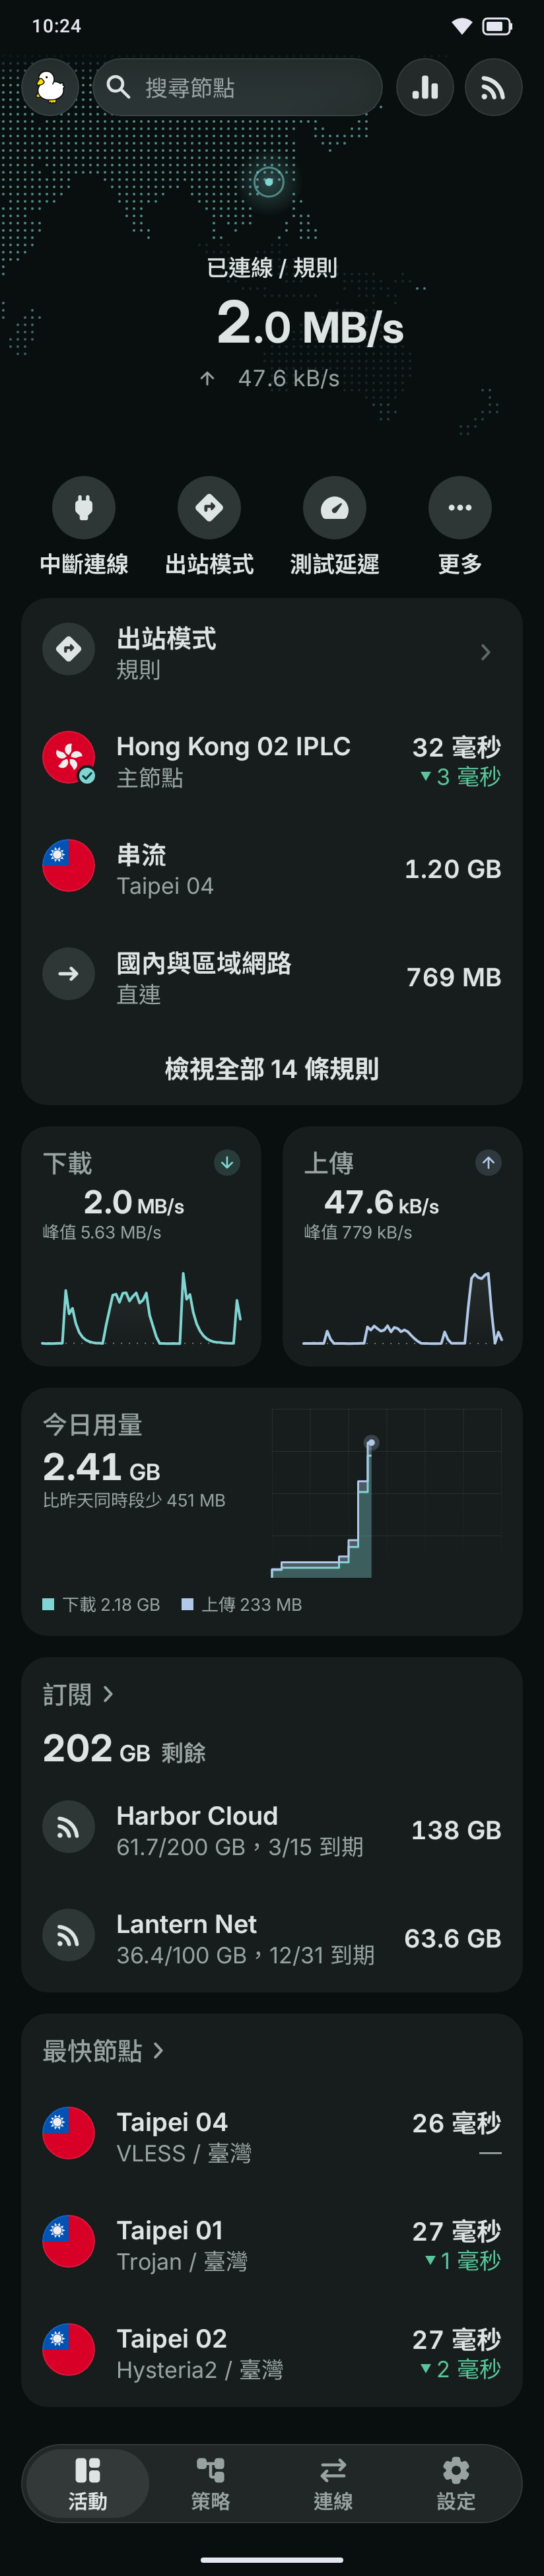 10:24
搜尋節點
已連線 / 規則
2.0 MB/s
↑ 47.6 kB/s
中斷連線 出站模式 測試延遲 更多
出站模式
規則
Hong Kong 02 IPLC 32 毫秒
主節點 ▼3 毫秒
串流
Taipei 04 1.20 GB
國內與區域網路
直連 769 MB
檢視全部 14 條規則
下載 上傳
2.0 MB/s 47.6 kB/s
峰值 5.63 MB/s 峰值 779 kB/s
今日用量
2.41 GB
比昨天同時段少 451 MB
下載 2.18 GB 上傳 233 MB
訂閱
202 GB 剩餘
Harbor Cloud 138 GB
61.7/200 GB，3/15 到期
Lantern Net 63.6 GB
36.4/100 GB，12/31 到期
最快節點
Taipei 04 26 毫秒
VLESS / 臺灣 —
Taipei 01 27 毫秒
Trojan / 臺灣 ▼1 毫秒
Taipei 02 27 毫秒
Hysteria2 / 臺灣 ▼2 毫秒
活動 策略 連線 設定